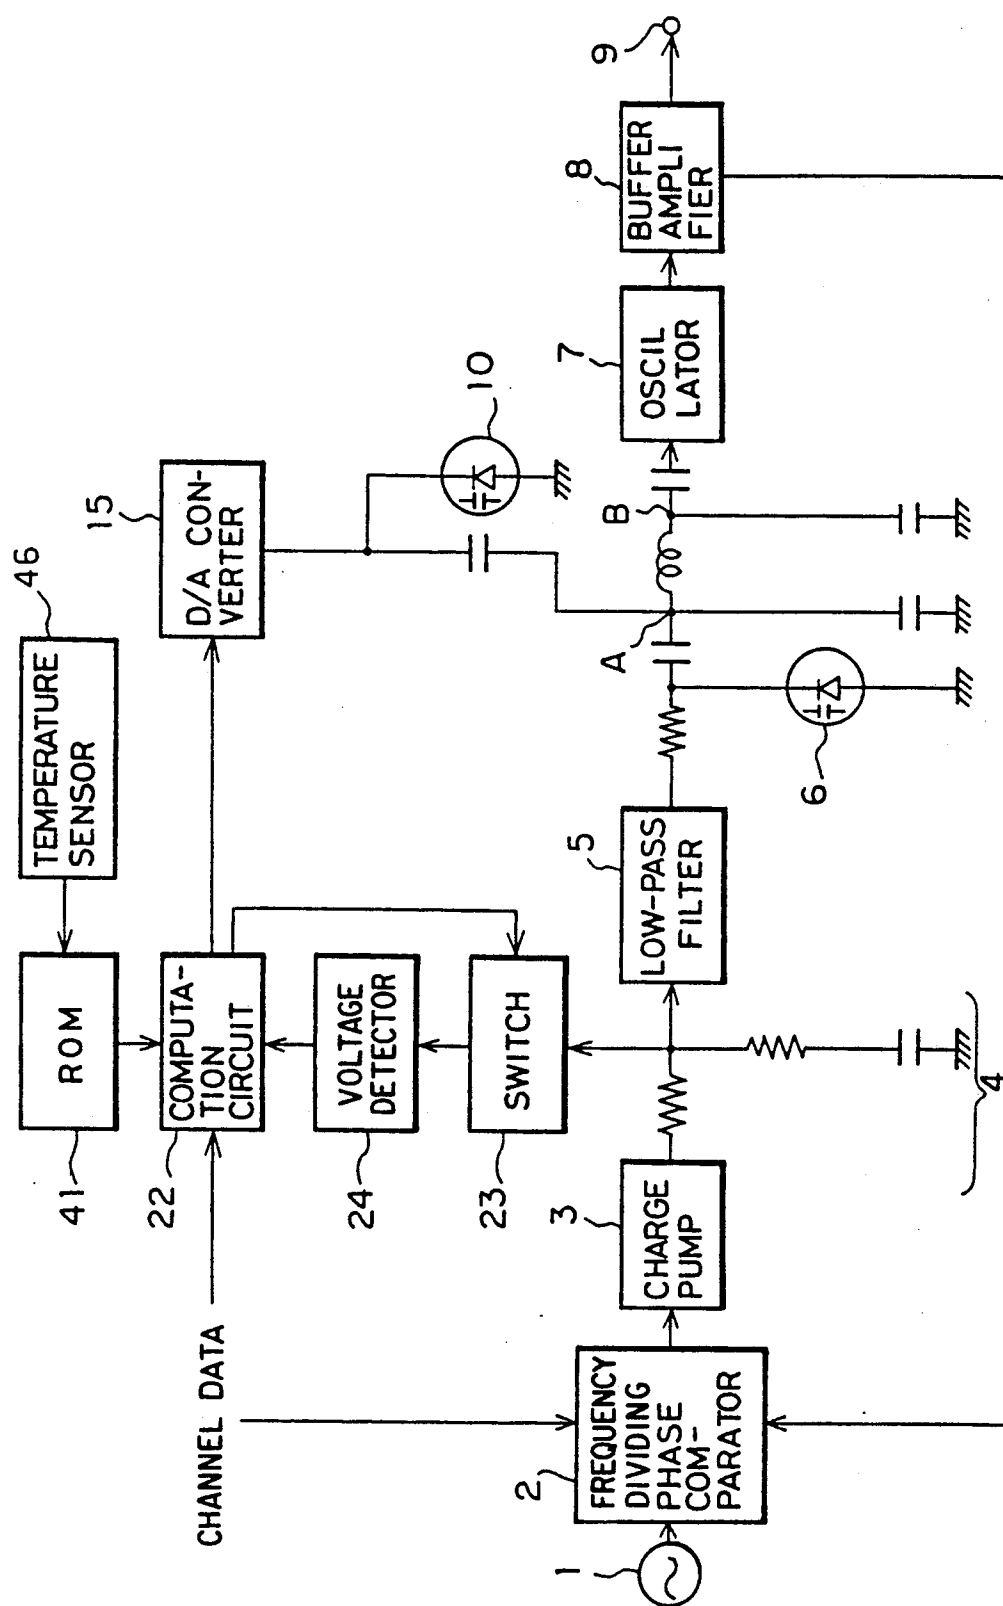 46
TEMPERATURE
SENSOR
41
ROM
15
D/A CON-
VERTER
CHANNEL DATA
22
COMPUTA-
TION
CIRCUIT
24
VOLTAGE
DETECTOR
10
23
SWITCH
1
2
FREQUENCY
DIVIDING
PHASE
COM-
PARATOR
3
CHARGE
PUMP
4
5
LOW-PASS
FILTER
6
A
B
7
OSCIL
LATOR
8
BUFFER
AMPLI
FIER
9